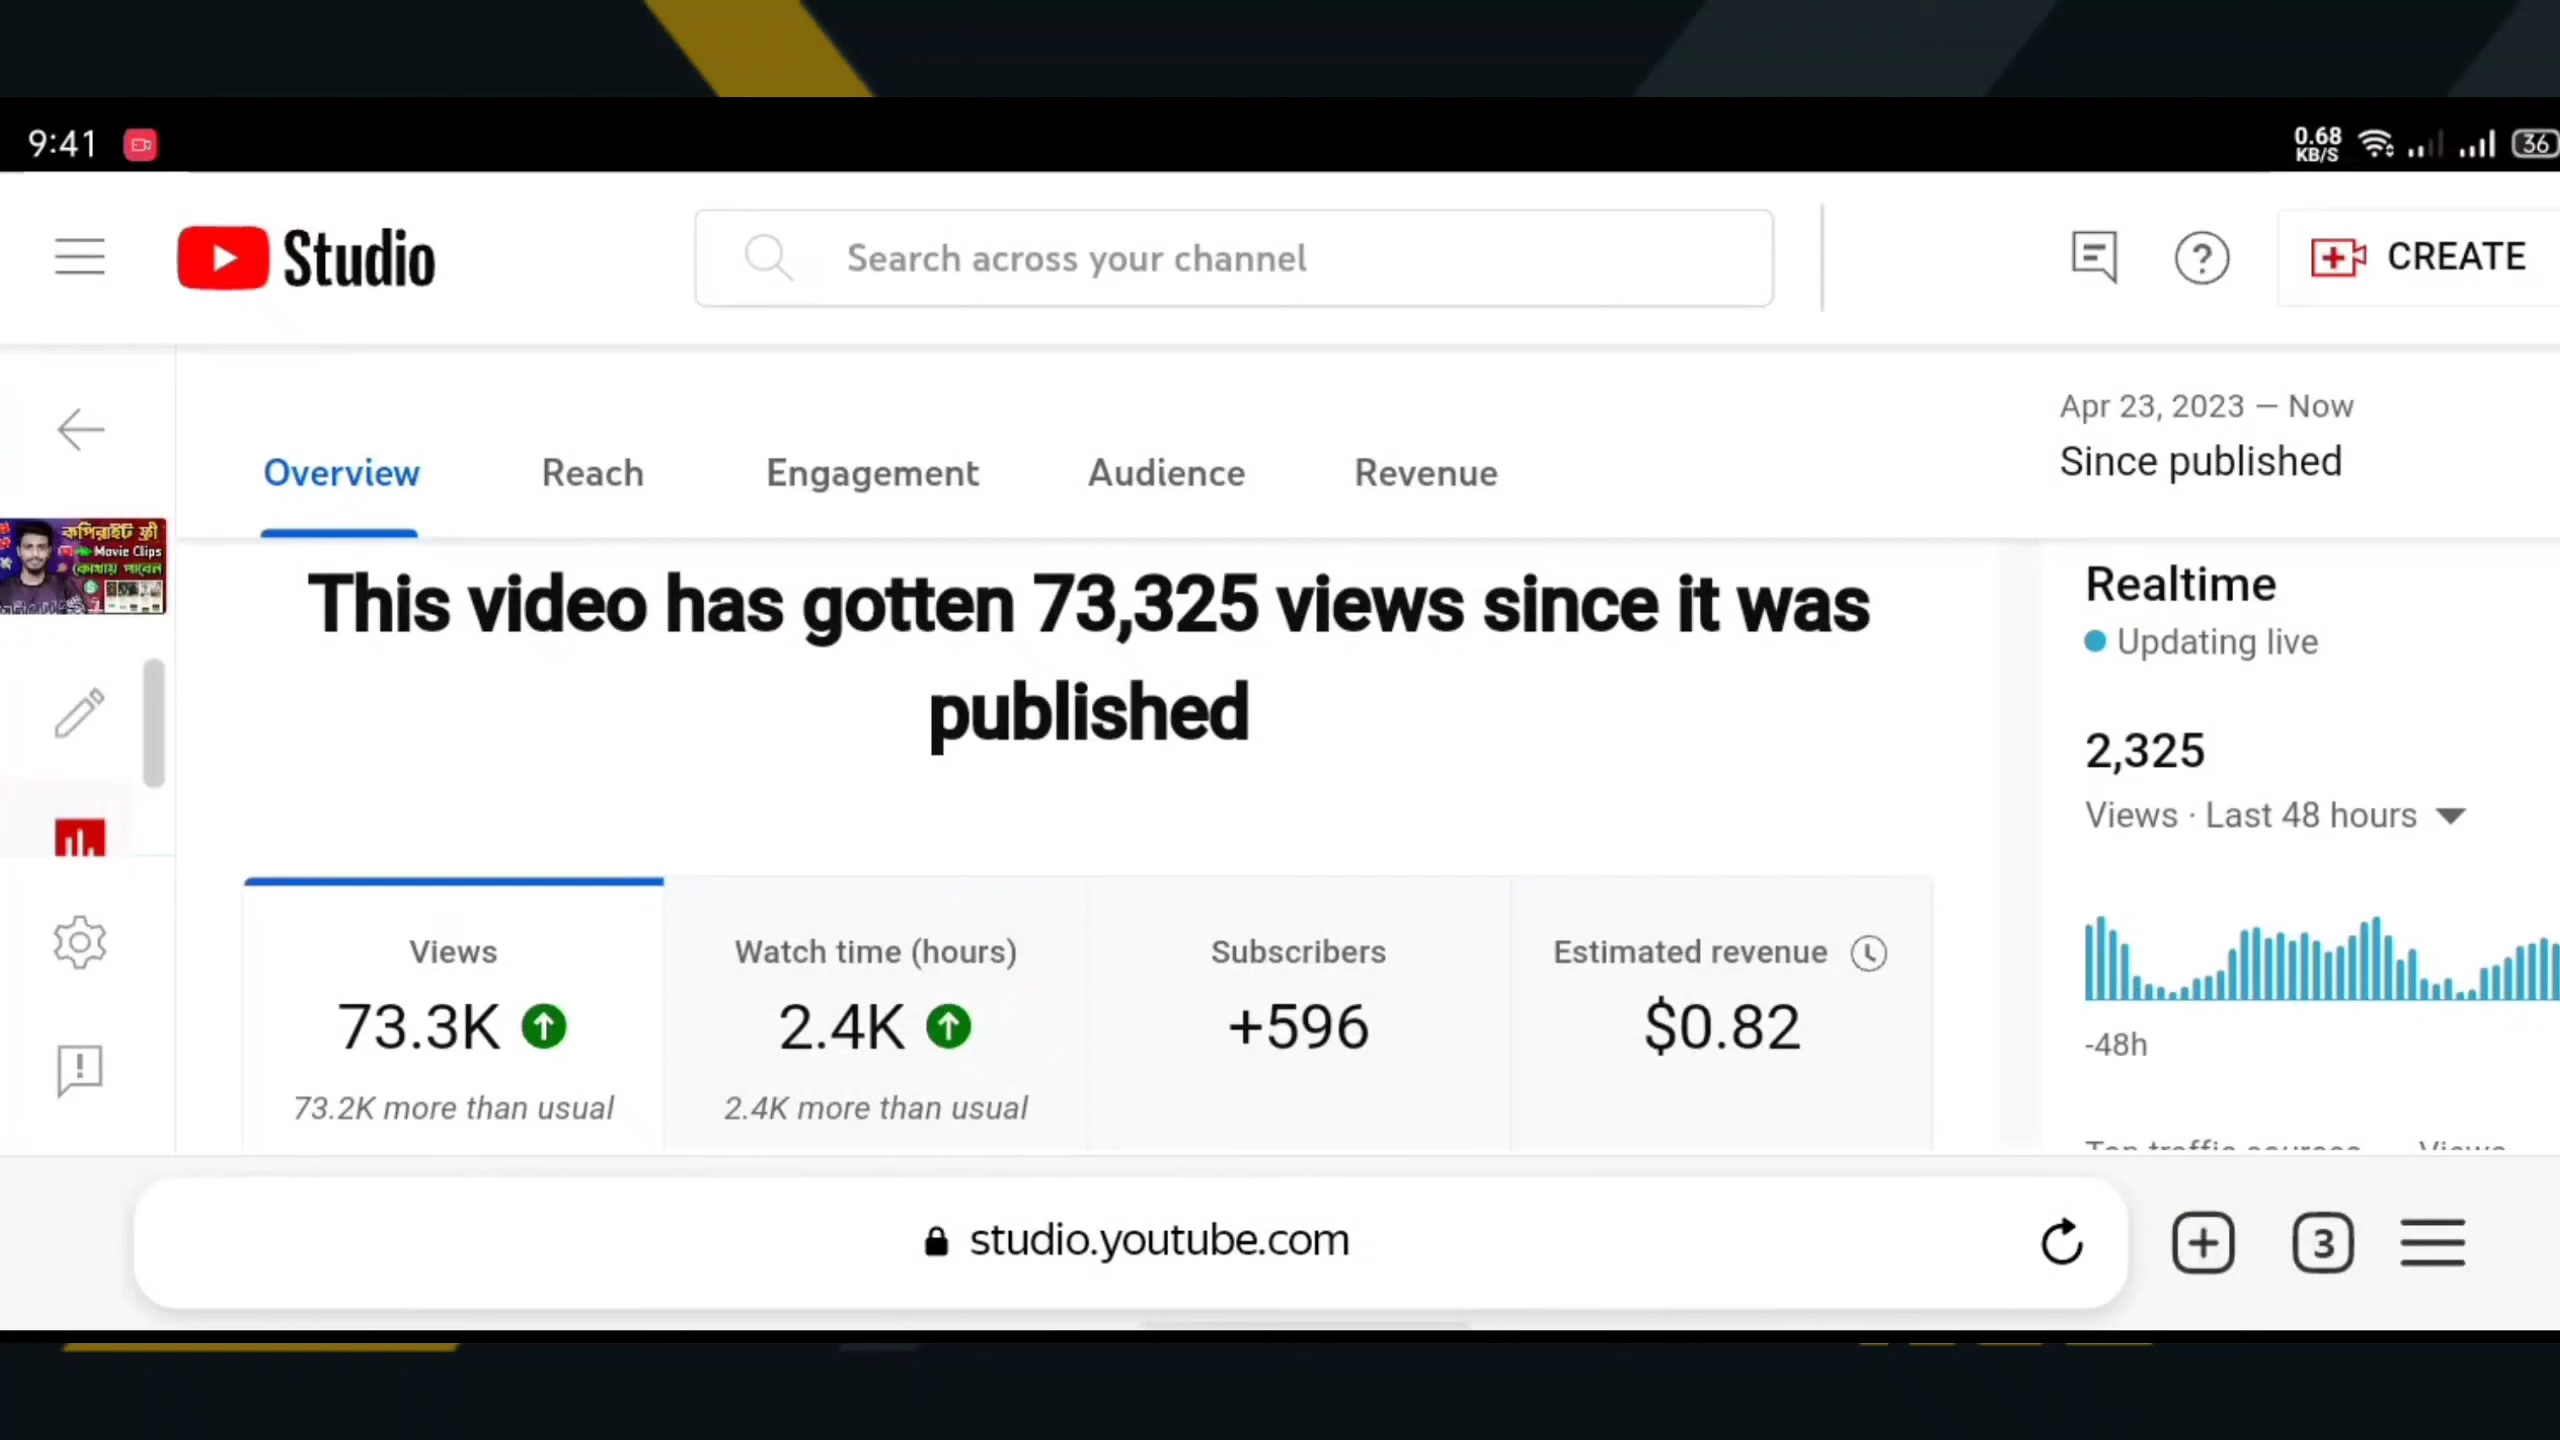 9:41
0.68
KB/S
36
Studio
Search across your channel
CREATE
Overview
Reach
Engagement
Audience
Revenue
Apr 23, 2023 – Now
Since published
কপিরাইট ফ্রী
Movie Clips
কোথায় পাবেন
This video has gotten 73,325 views since it was
published
Realtime
Updating live
2,325
Views · Last 48 hours
-48h
Views
73.3K
73.2K more than usual
Watch time (hours)
2.4K
2.4K more than usual
Subscribers
+596
Estimated revenue
$0.82
Top traffic sources
Views
studio.youtube.com
3